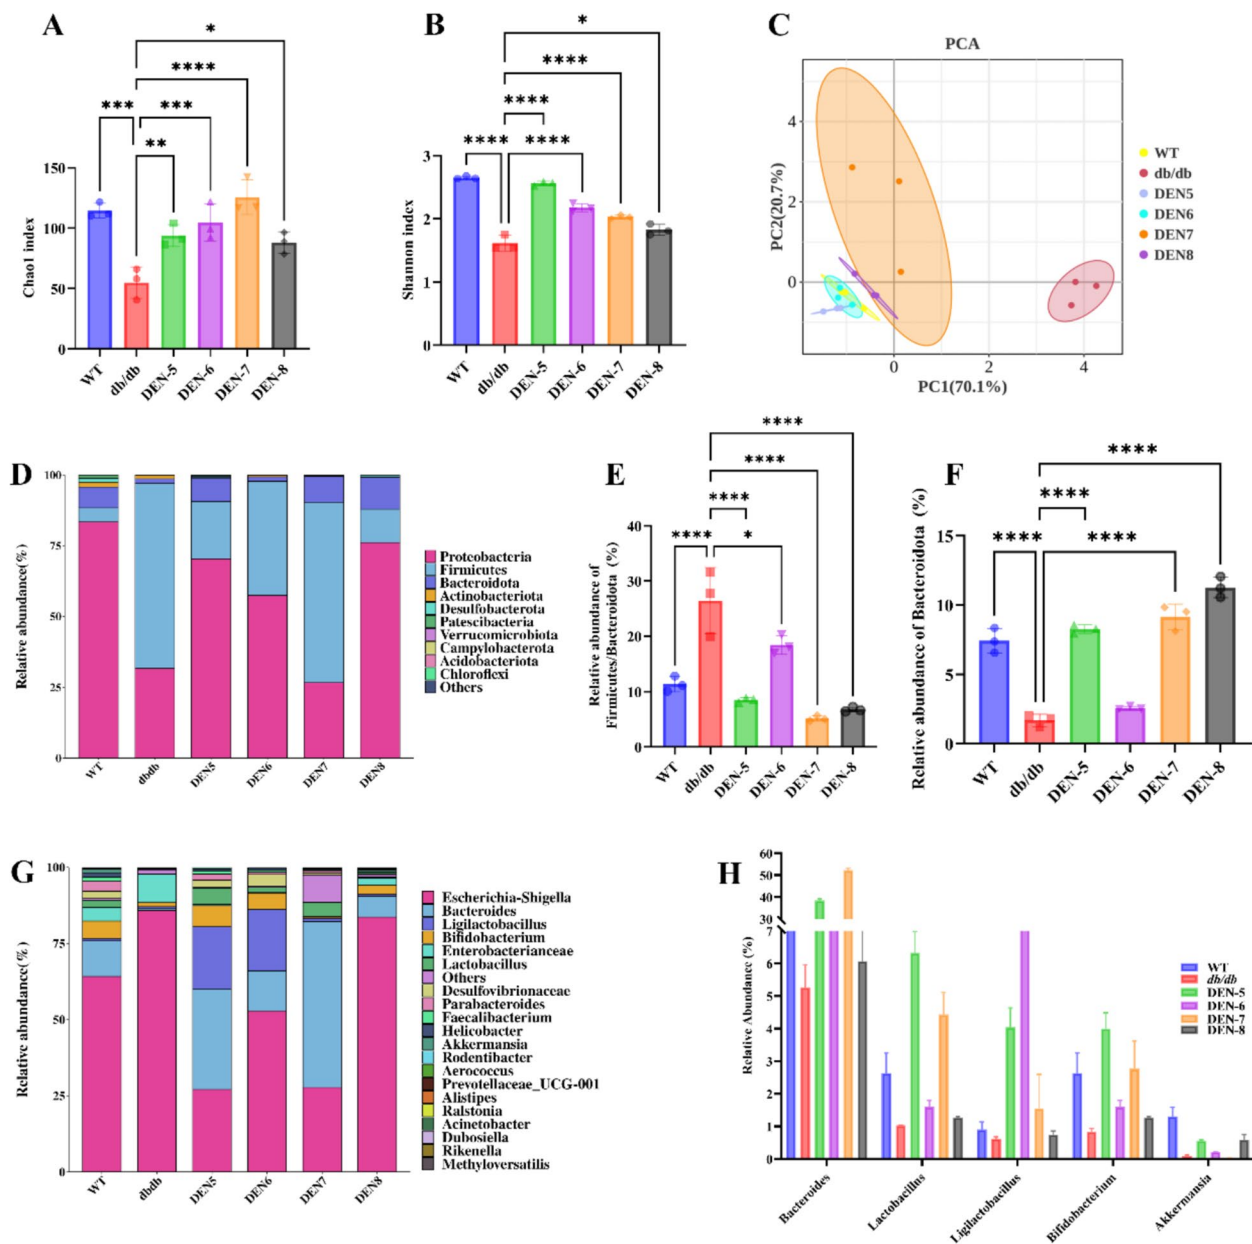 A
*
****
*** ***
**
Chao1 index
150
100
50
0
WT
db/db
DEN-5
DEN-6
DEN-7
DEN-8
B
*
****
****
**** ****
Shannon index
3
2
1
0
WT
db/db
DEN-5
DEN-6
DEN-7
DEN-8
C
PCA
PC2(20.7%)
4
2
0
0
2
4
PC1(70.1%)
WT
db/db
DEN5
DEN6
DEN7
DEN8
D
Relative abundance(%)
100
75
50
25
0
WT
dbdb
DEN5
DEN6
DEN7
DEN8
Proteobacteria
Firmicutes
Bacteroidota
Actinobacteriota
Desulfobacterota
Patescibacteria
Verrucomicrobiota
Campylobacterota
Acidobacteriota
Chloroflexi
Others
E
****
****
****
**** *
Relative abundance of
Firmicutes/Bacteroidota (%)
40
30
20
10
0
WT
db/db
DEN-5
DEN-6
DEN-7
DEN-8
F
****
****
**** ****
Relative abundance of Bacteroidota (%)
15
10
5
0
WT
db/db
DEN-5
DEN-6
DEN-7
DEN-8
G
Relative abundance(%)
100
75
50
25
0
WT
dbdb
DEN5
DEN6
DEN7
DEN8
Escherichia-Shigella
Bacteroides
Ligilactobacillus
Bifidobacterium
Enterobacterianceae
Lactobacillus
Others
Desulfovibrionaceae
Parabacteroides
Faecalibacterium
Helicobacter
Akkermansia
Rodentibacter
Aerococcus
Prevotellaceae_UCG-001
Alistipes
Ralstonia
Acinetobacter
Dubosiella
Rikenella
Methyloversatilis
H
Relative Abundance (%)
60
50
40
30
7
6
5
4
3
2
1
0
Bacteroides
Lactobacillus
Ligilactobacillus
Bifidobacterium
Akkermansia
WT
db/db
DEN-5
DEN-6
DEN-7
DEN-8